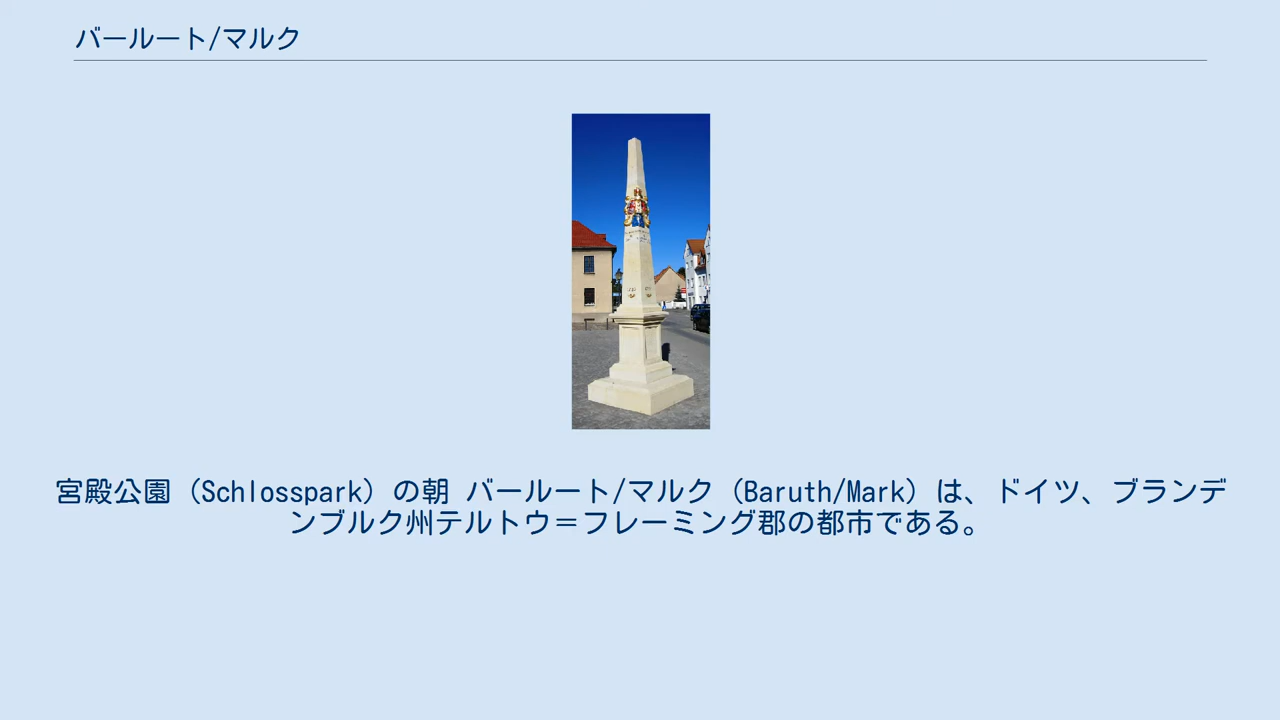 バールート/マルク
宮殿公園（Schlosspark）の朝 バールート/マルク（Baruth/Mark）は、ドイツ、ブランデ
ンブルク州テルトウ＝フレーミング郡の都市である。